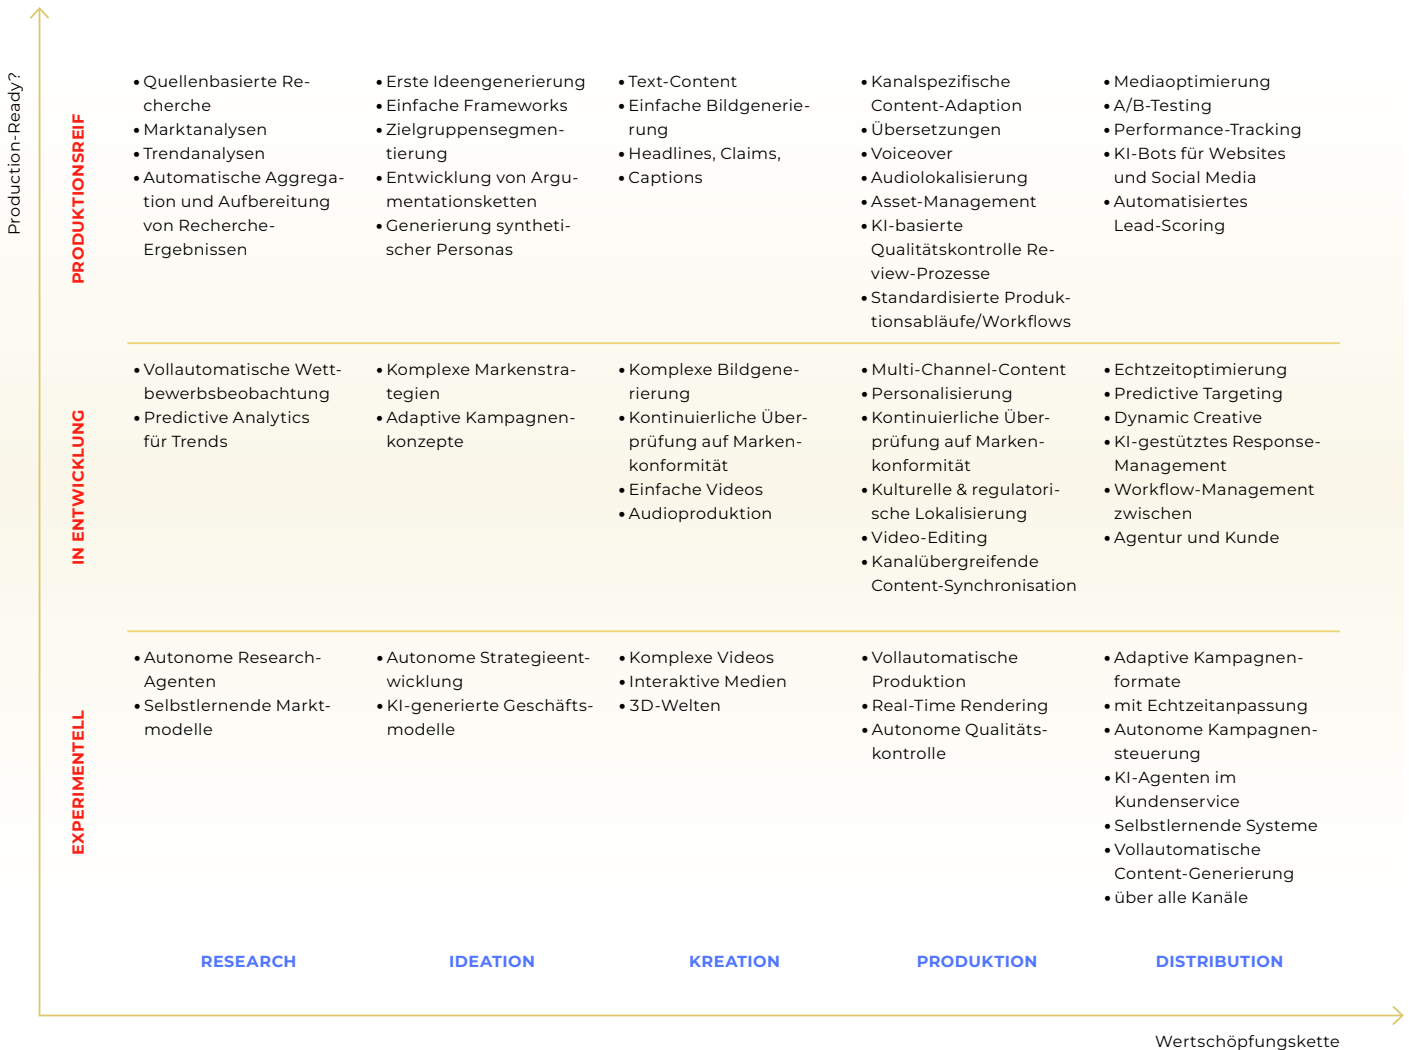 Production-Ready?
PRODUKTIONSREIF
• Quellenbasierte Re-
cherche
• Marktanalysen
• Trendanalysen
• Automatische Aggrega-
tion und Aufbereitung
von Recherche-
Ergebnissen
• Erste Ideengenerierung
• Einfache Frameworks
• Zielgruppensegmen-
tierung
• Entwicklung von Argu-
mentationsketten
• Generierung syntheti-
scher Personas
• Text-Content
• Einfache Bildgenerie-
rung
• Headlines, Claims,
• Captions
• Kanalspezifische
Content-Adaption
• Übersetzungen
• Voiceover
• Audiolokalisierung
• Asset-Management
• KI-basierte
Qualitätskontrolle Re-
view-Prozesse
• Standardisierte Produk-
tionsabläufe/Workflows
• Mediaoptimierung
• A/B-Testing
• Performance-Tracking
• KI-Bots für Websites
und Social Media
• Automatisiertes
Lead-Scoring
IN ENTWICKLUNG
• Vollautomatische Wett-
bewerbsbeobachtung
• Predictive Analytics
für Trends
• Komplexe Markenstra-
tegien
• Adaptive Kampagnen-
konzepte
• Komplexe Bildgene-
rierung
• Kontinuierliche Über-
prüfung auf Marken-
konformität
• Einfache Videos
• Audioproduktion
• Multi-Channel-Content
• Personalisierung
• Kontinuierliche Über-
prüfung auf Marken-
konformität
• Kulturelle & regulatori-
sche Lokalisierung
• Video-Editing
• Kanalübergreifende
Content-Synchronisation
• Echtzeitoptimierung
• Predictive Targeting
• Dynamic Creative
• KI-gestütztes Response-
Management
• Workflow-Management
zwischen
• Agentur und Kunde
EXPERIMENTELL
• Autonome Research-
Agenten
• Selbstlernende Markt-
modelle
• Autonome Strategieent-
wicklung
• KI-generierte Geschäfts-
modelle
• Komplexe Videos
• Interaktive Medien
• 3D-Welten
• Vollautomatische
Produktion
• Real-Time Rendering
• Autonome Qualitäts-
kontrolle
• Adaptive Kampagnen-
formate
• mit Echtzeitanpassung
• Autonome Kampagnen-
steuerung
• KI-Agenten im
Kundenservice
• Selbstlernende Systeme
• Vollautomatische
Content-Generierung
• über alle Kanäle
RESEARCH
IDEATION
KREATION
PRODUKTION
DISTRIBUTION
Wertschöpfungskette